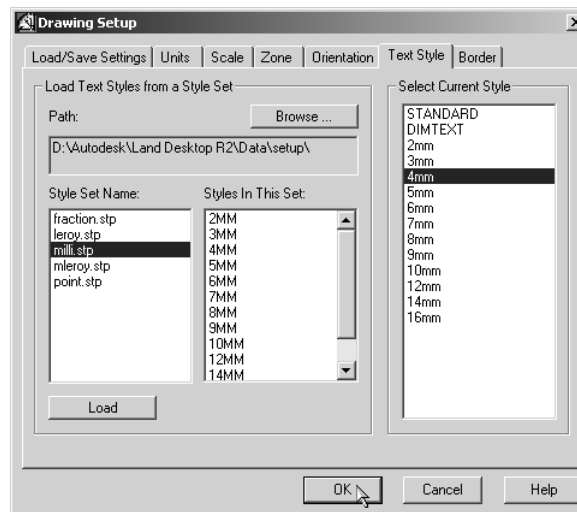 Drawing Setup
Load/Save Settings Units Scale Zone Orientation Text Style Border
Load Text Styles from a Style Set
Path:
Browse ...
D:\Autodesk\Land Desktop R2\Data\setup\
Style Set Name:
fraction.stp
leroy.stp
milli.stp
mleroy.stp
point.stp
Styles In This Set:
2MM
3MM
4MM
5MM
6MM
7MM
8MM
9MM
10MM
12MM
14MM
Load
Select Current Style
STANDARD
DIMTEXT
2mm
3mm
4mm
5mm
6mm
7mm
8mm
9mm
10mm
12mm
14mm
16mm
OK Cancel Help